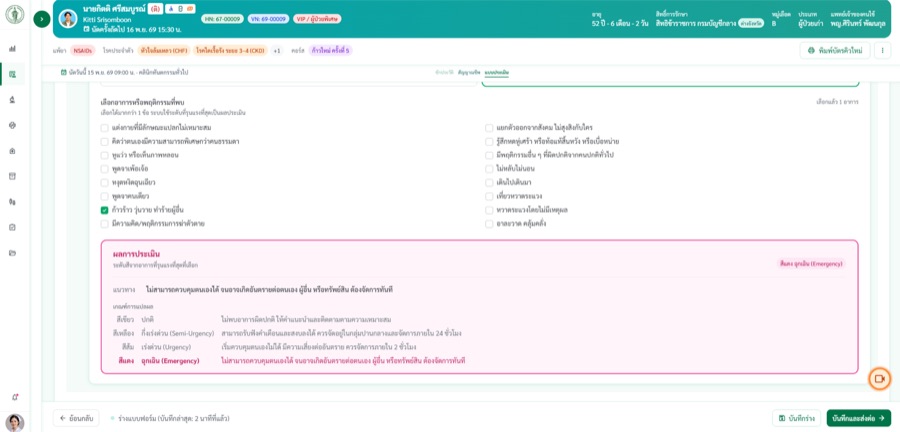 นายกิตติ ศรีสมบูรณ์
Kitti Srisomboon
นัดครั้งถัดไป 16 พ.ย. 69 15:30 น.
HN: 67-00009
VN: 69-00009
VIP / ผู้ป่วยพิเศษ
อายุ
52 ปี - 6 เดือน - 2 วัน
สิทธิ์การรักษา
สิทธิข้าราชการ กรมบัญชีกลาง
หมู่เลือด
B
ประเภท
ผู้ป่วยเก่า
แพทย์เจ้าของคนไข้
พญ.ศิรินทร์ พัฒนกุล
แพ้ยา
NSAIDs
โรคประจำตัว
หัวใจล้มเหลว (CHF)
โรคไตเรื้อรัง ระยะ 3-4 (CKD)
+1
คอร์ส
ก้าวใหม่ ครั้งที่ 5
พิมพ์บัตรคิวใหม่
นัดวันนี้ 15 พ.ย. 69 09:00 น. - คลินิกทันตกรรมทั่วไป
สัญญาณชีพ
แบบประเมิน
เลือกอาการหรือพฤติกรรมที่พบ
เลือกได้มากกว่า 1 ข้อ ระบบใช้ระดับที่รุนแรงที่สุดเป็นผลประเมิน
เลือกแล้ว 1 อาการ
แต่งกายที่มีลักษณะแปลกไม่เหมาะสม
แยกตัวออกจากสังคม ไม่สุงสิงกับใคร
คิดว่าตนเองมีความสามารถพิเศษกว่าคนธรรมดา
รู้สึกหดหู่เศร้า หรือท้อแท้สิ้นหวัง หรือเบื่อหน่าย
หูแว่ว หรือเห็นภาพหลอน
มีพฤติกรรมอื่น ๆ ที่ผิดปกติจากคนปกติทั่วไป
พูดจาเพ้อเจ้อ
ไม่หลับไม่นอน
หงุดหงิดฉุนเฉียว
เดินไปเดินมา
พูดจาคนเดียว
เที่ยวหวาดระแวง
ก้าวร้าว วุ่นวาย ทำร้ายผู้อื่น
หวาดระแวงโดยไม่มีเหตุผล
มีความคิด/พฤติกรรมการฆ่าตัวตาย
อาละวาด คลุ้มคลั่ง
ผลการประเมิน
ระดับสีจากอาการที่รุนแรงที่สุดที่เลือก
สีแดง ฉุกเฉิน (Emergency)
แนวทาง
ไม่สามารถควบคุมตนเองได้ จนอาจเกิดอันตรายต่อตนเอง ผู้อื่น หรือทรัพย์สิน ต้องจัดการทันที
เกณฑ์การแปลผล
สีเขียว ปกติ ไม่พบอาการผิดปกติ ให้คำแนะนำและติดตามตามความเหมาะสม
สีเหลือง กึ่งเร่งด่วน (Semi-Urgency) สามารถรับฟังคำเตือนและสงบลงได้ ควรจัดอยู่ในกลุ่มปานกลางและจัดการภายใน 24 ชั่วโมง
สีส้ม เร่งด่วน (Urgency) เริ่มควบคุมตนเองไม่ได้ มีความเสี่ยงต่ออันตราย ควรจัดการภายใน 2 ชั่วโมง
สีแดง ฉุกเฉิน (Emergency) ไม่สามารถควบคุมตนเองได้ จนอาจเกิดอันตรายต่อตนเอง ผู้อื่น หรือทรัพย์สิน ต้องจัดการทันที
ย้อนกลับ
ร่างแบบฟอร์ม (บันทึกล่าสุด: 2 นาทีที่แล้ว)
บันทึกร่าง
บันทึกและส่งต่อ